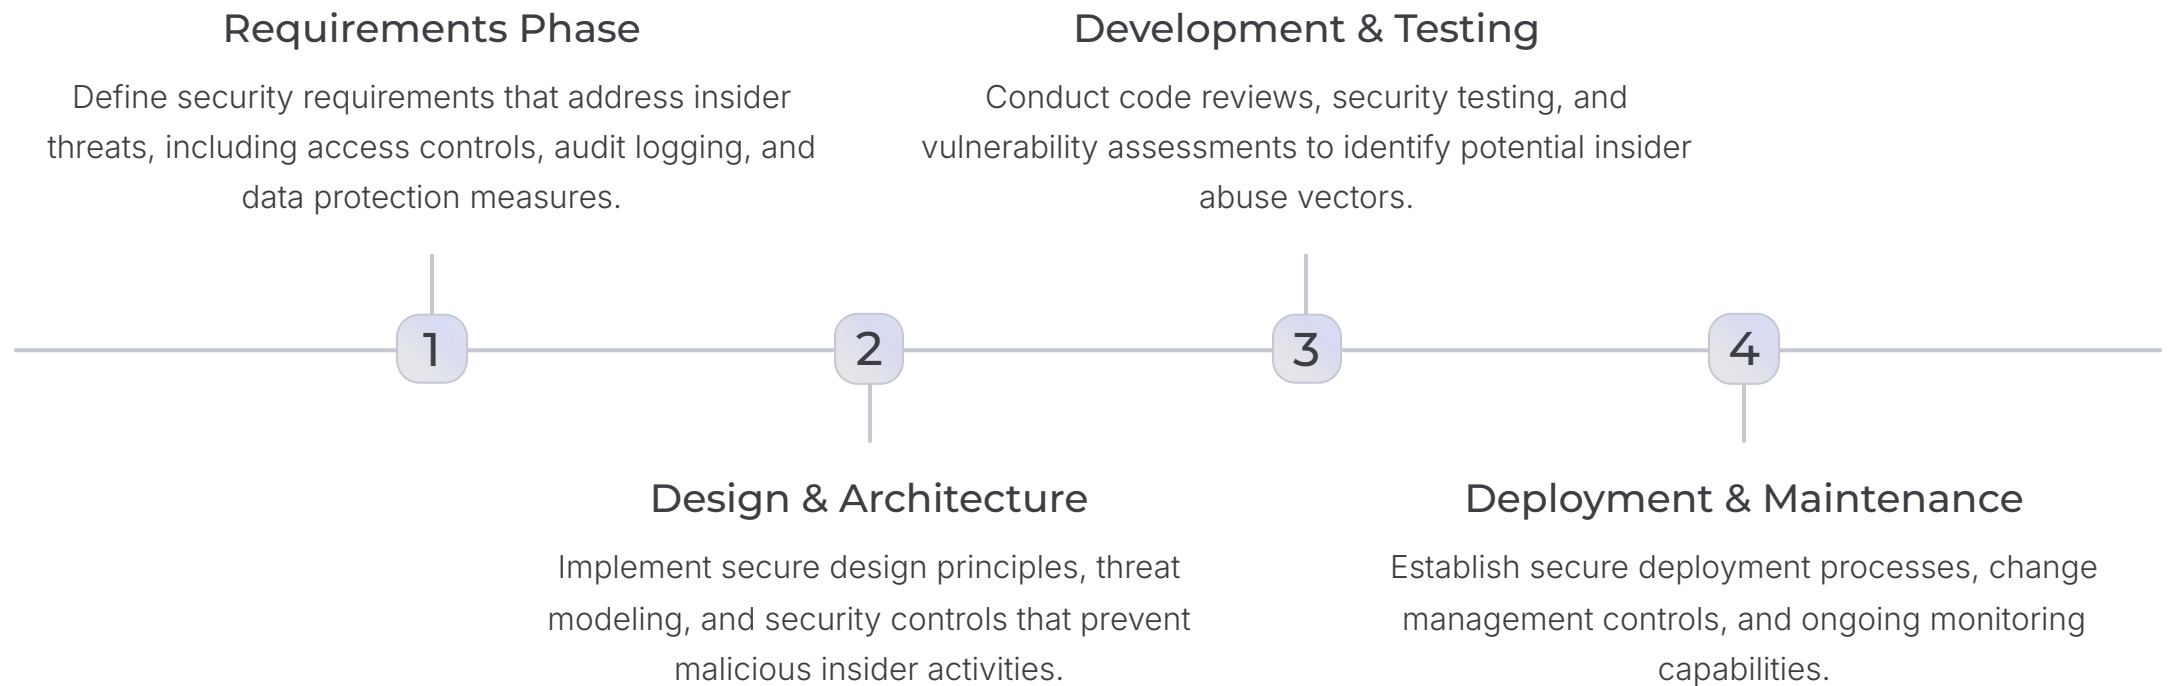 Requirements Phase
Define security requirements that address insider
threats, including access controls, audit logging, and
data protection measures.
1
Design & Architecture
Implement secure design principles, threat
modeling, and security controls that prevent
malicious insider activities.
2
Development & Testing
Conduct code reviews, security testing, and
vulnerability assessments to identify potential insider
abuse vectors.
3
Deployment & Maintenance
Establish secure deployment processes, change
management controls, and ongoing monitoring
capabilities.
4